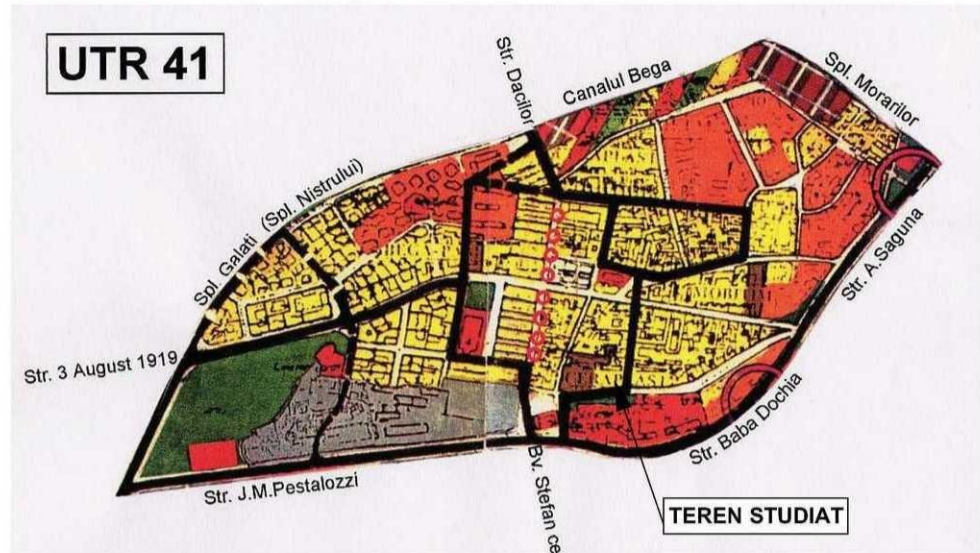 UTR 41
Str. Dacilor
Canalul Bega
Spl. Morarilor
Spl. Galati (Spl. Nistrului)
Str. A.Saguna
Str. 3 August 1919
Str. Baba Dochia
Str. J.M.Pestalozzi
Bv. Stefan ce
TEREN STUDIAT